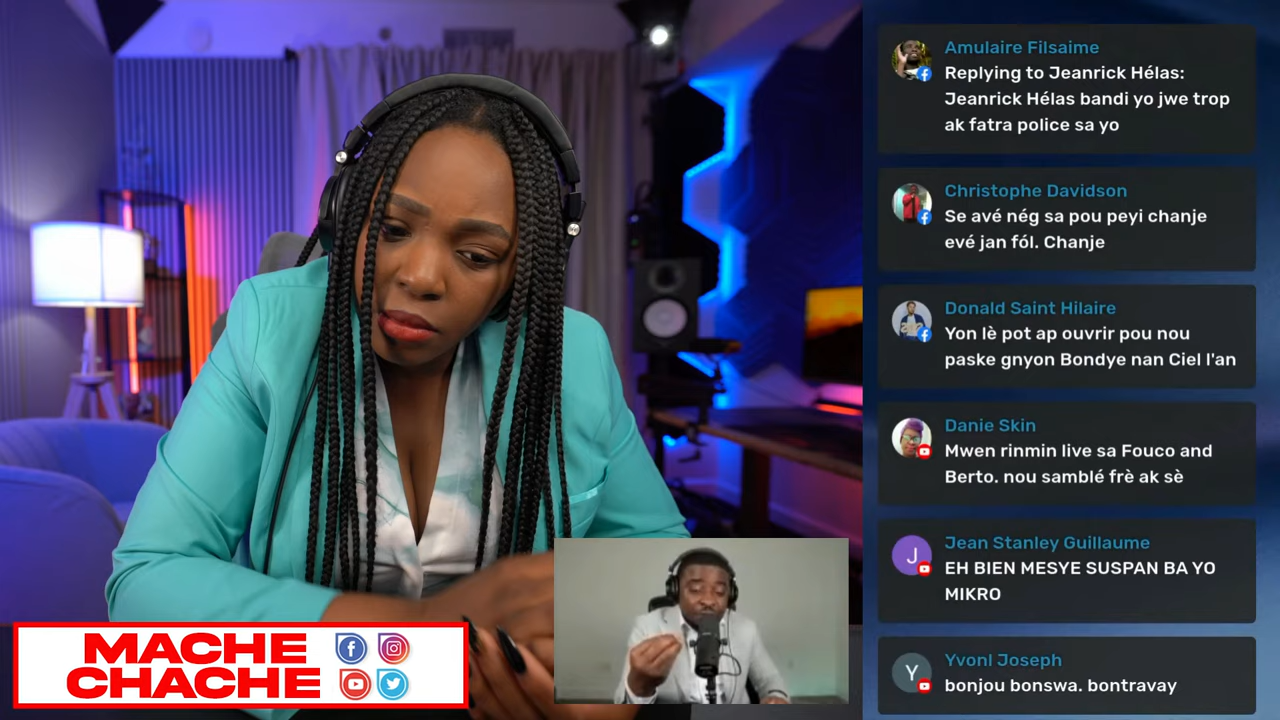 Amulaire Filsaime
Replying to Jeanrick Hélas:
Jeanrick Hélas bandi yo jwe trop
ak fatra police sa yo
Christophe Davidson
Se avé nég sa pou peyi chanje
evé jan fól. Chanje
Donald Saint Hilaire
Yon lè pot ap ouvrir pou nou
paske gnyon Bondye nan Ciel l'an
Danie Skin
Mwen rinmin live sa Fouco and
Berto. nou samblé frè ak sè
J
Jean Stanley Guillaume
EH BIEN MESYE SUSPAN BA YO
MIKRO
Y
Yvonl Joseph
bonjou bonswa. bontravay
MACHE
CHACHE